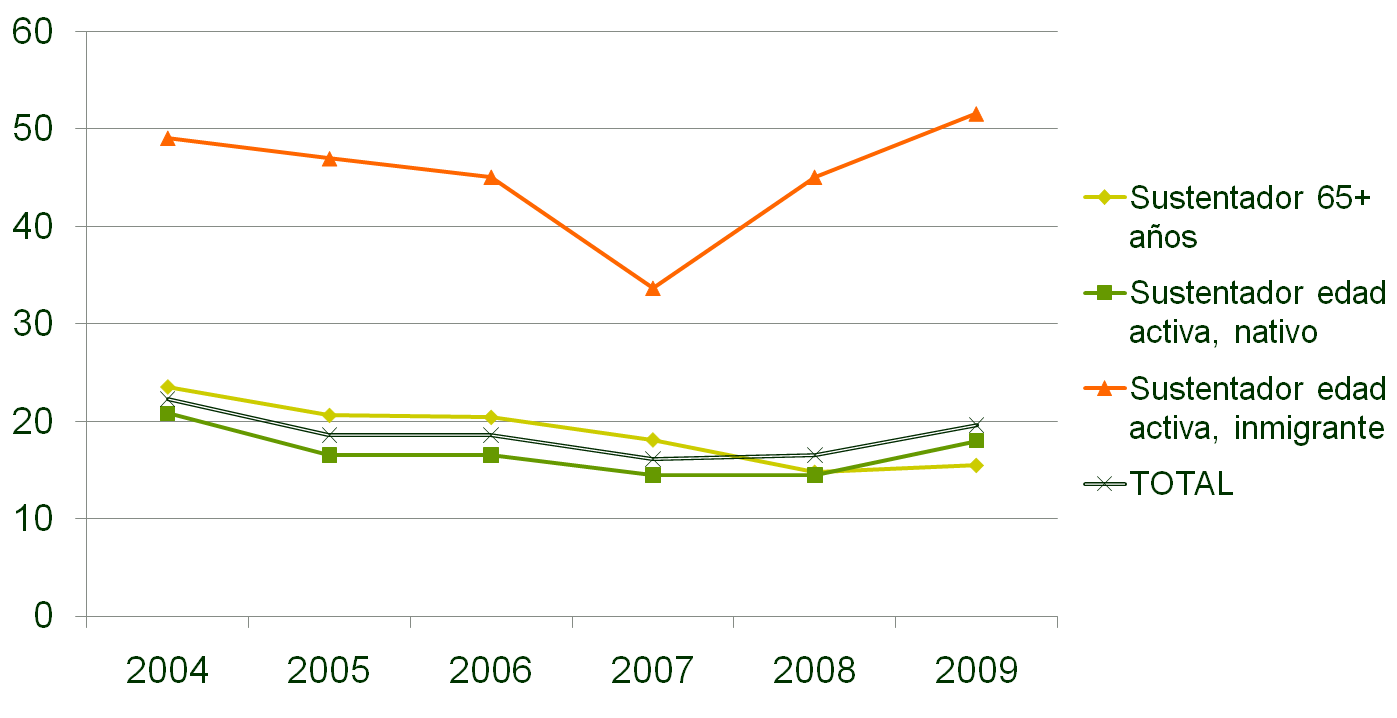 60
50
40
30
20
10
0
2004 2005 2006 2007 2008 2009
Sustentador 65+
años
Sustentador edad
activa, nativo
Sustentador edad
activa, inmigrante
TOTAL